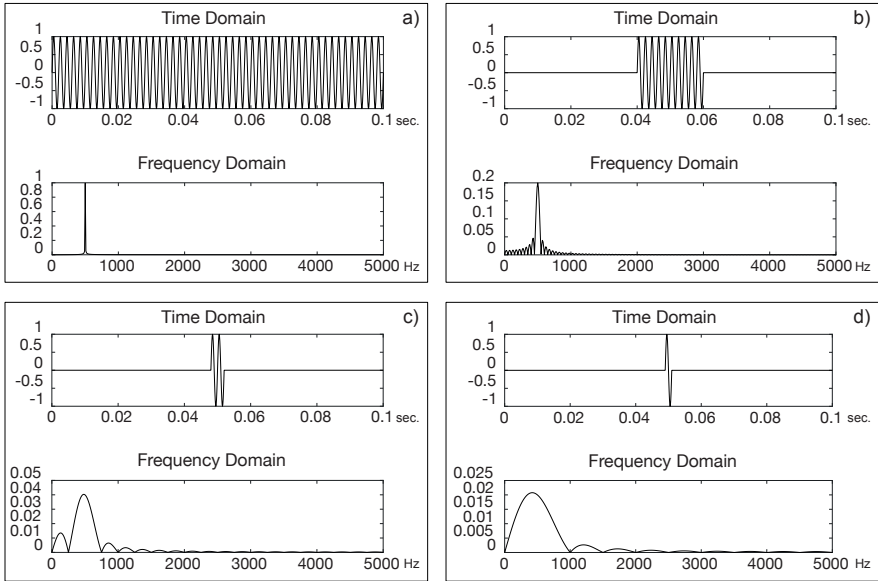 Time Domain a)
1
0.5
0
-0.5
-1
0 0.02 0.04 0.06 0.08 0.1 sec.
Frequency Domain
1.0
0.8
0.6
0.4
0.2
0
0 1000 2000 3000 4000 5000 Hz
Time Domain b)
1
0.5
0
-0.5
-1
0 0.02 0.04 0.06 0.08 0.1 sec.
Frequency Domain
0.2
0.15
0.1
0.05
0
0 1000 2000 3000 4000 5000 Hz
Time Domain c)
1
0.5
0
-0.5
-1
0 0.02 0.04 0.06 0.08 0.1 sec.
Frequency Domain
0.05
0.04
0.03
0.02
0.01
0
0 1000 2000 3000 4000 5000 Hz
Time Domain d)
1
0.5
0
-0.5
-1
0 0.02 0.04 0.06 0.08 0.1 sec.
Frequency Domain
0.025
0.02
0.015
0.01
0.005
0
0 1000 2000 3000 4000 5000 Hz